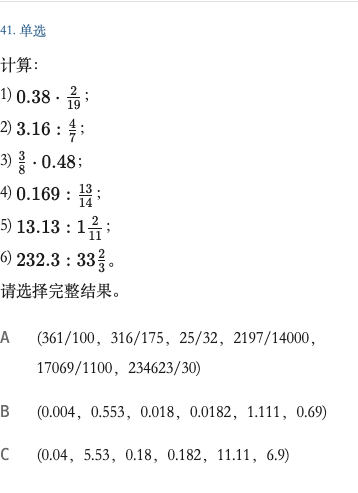 41. 单选
计算：
1) 0.38 · 2/19；
2) 3.16 : 4/7；
3) 3/8 · 0.48；
4) 0.169 : 13/14；
5) 13.13 : 1 2/11；
6) 232.3 : 33 2/3。
请选择完整结果。
A (361/100，316/175，25/32，2197/14000，
17069/1100，234623/30)
B (0.004，0.553，0.018，0.0182，1.111，0.69)
C (0.04，5.53，0.18，0.182，11.11，6.9)